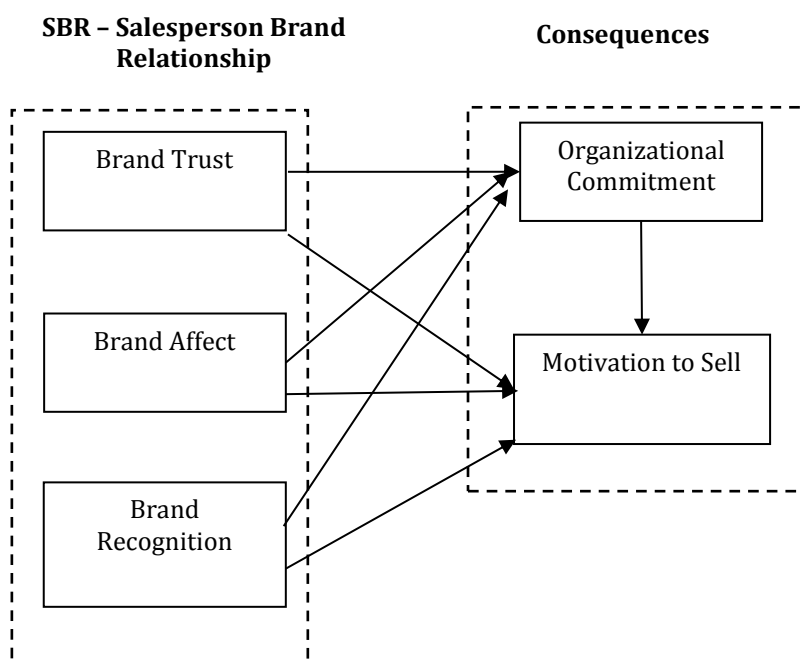 SBR – Salesperson Brand
Relationship
Consequences
Brand Trust
Organizational
Commitment
Brand Affect
Motivation to Sell
Brand
Recognition